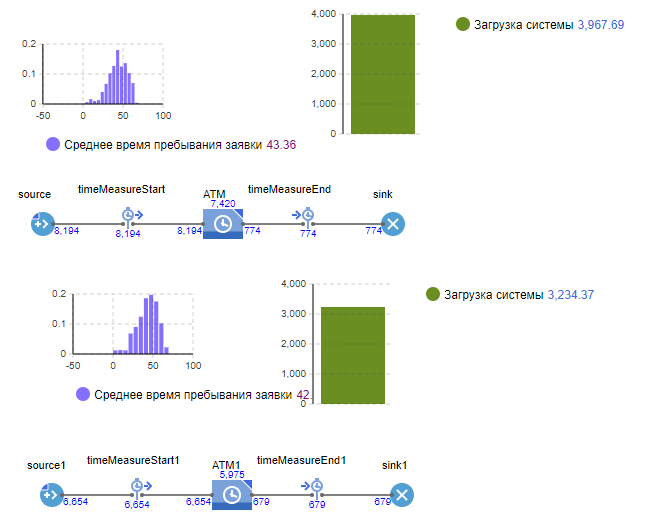 4,000
3,000
2,000
1,000
0
Загрузка системы 3,967.69
0.2
0.1
0
-50 0 50 100
Среднее время пребывания заявки 43.36
source timeMeasureStart ATM timeMeasureEnd sink
7,420
8,194 8,194 8,194 774 774 774
4,000
3,000
2,000
1,000
0
Загрузка системы 3,234.37
0.2
0.1
0
-50 0 50 100
Среднее время пребывания заявки 42
source1 timeMeasureStart1 ATM1 timeMeasureEnd1 sink1
5,975
6,654 6,654 6,654 679 679 679